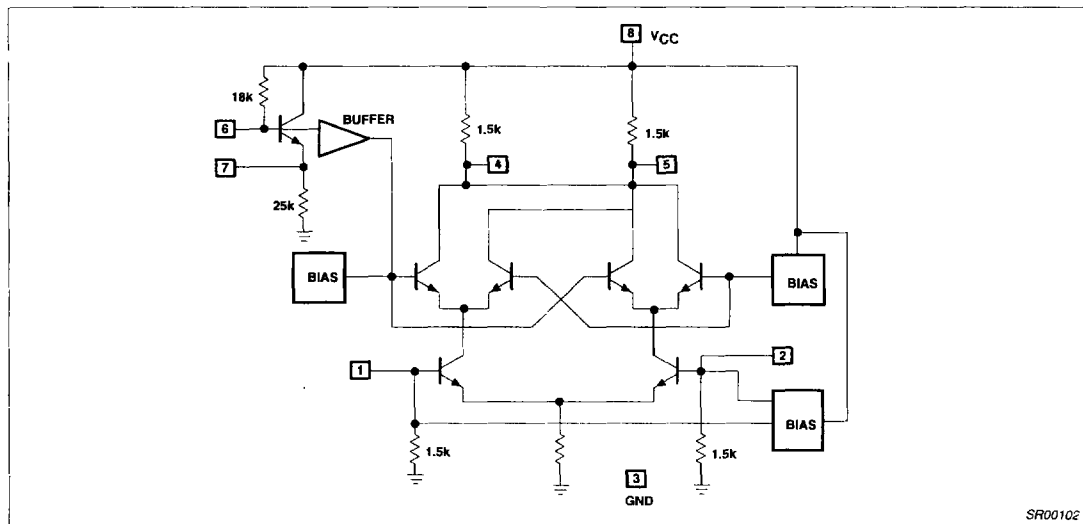 8 VCC
18k
BUFFER
1.5k
1.5k
6
7
4
5
25k
BIAS
BIAS
1
2
BIAS
1.5k
1.5k
3
GND
SR00102